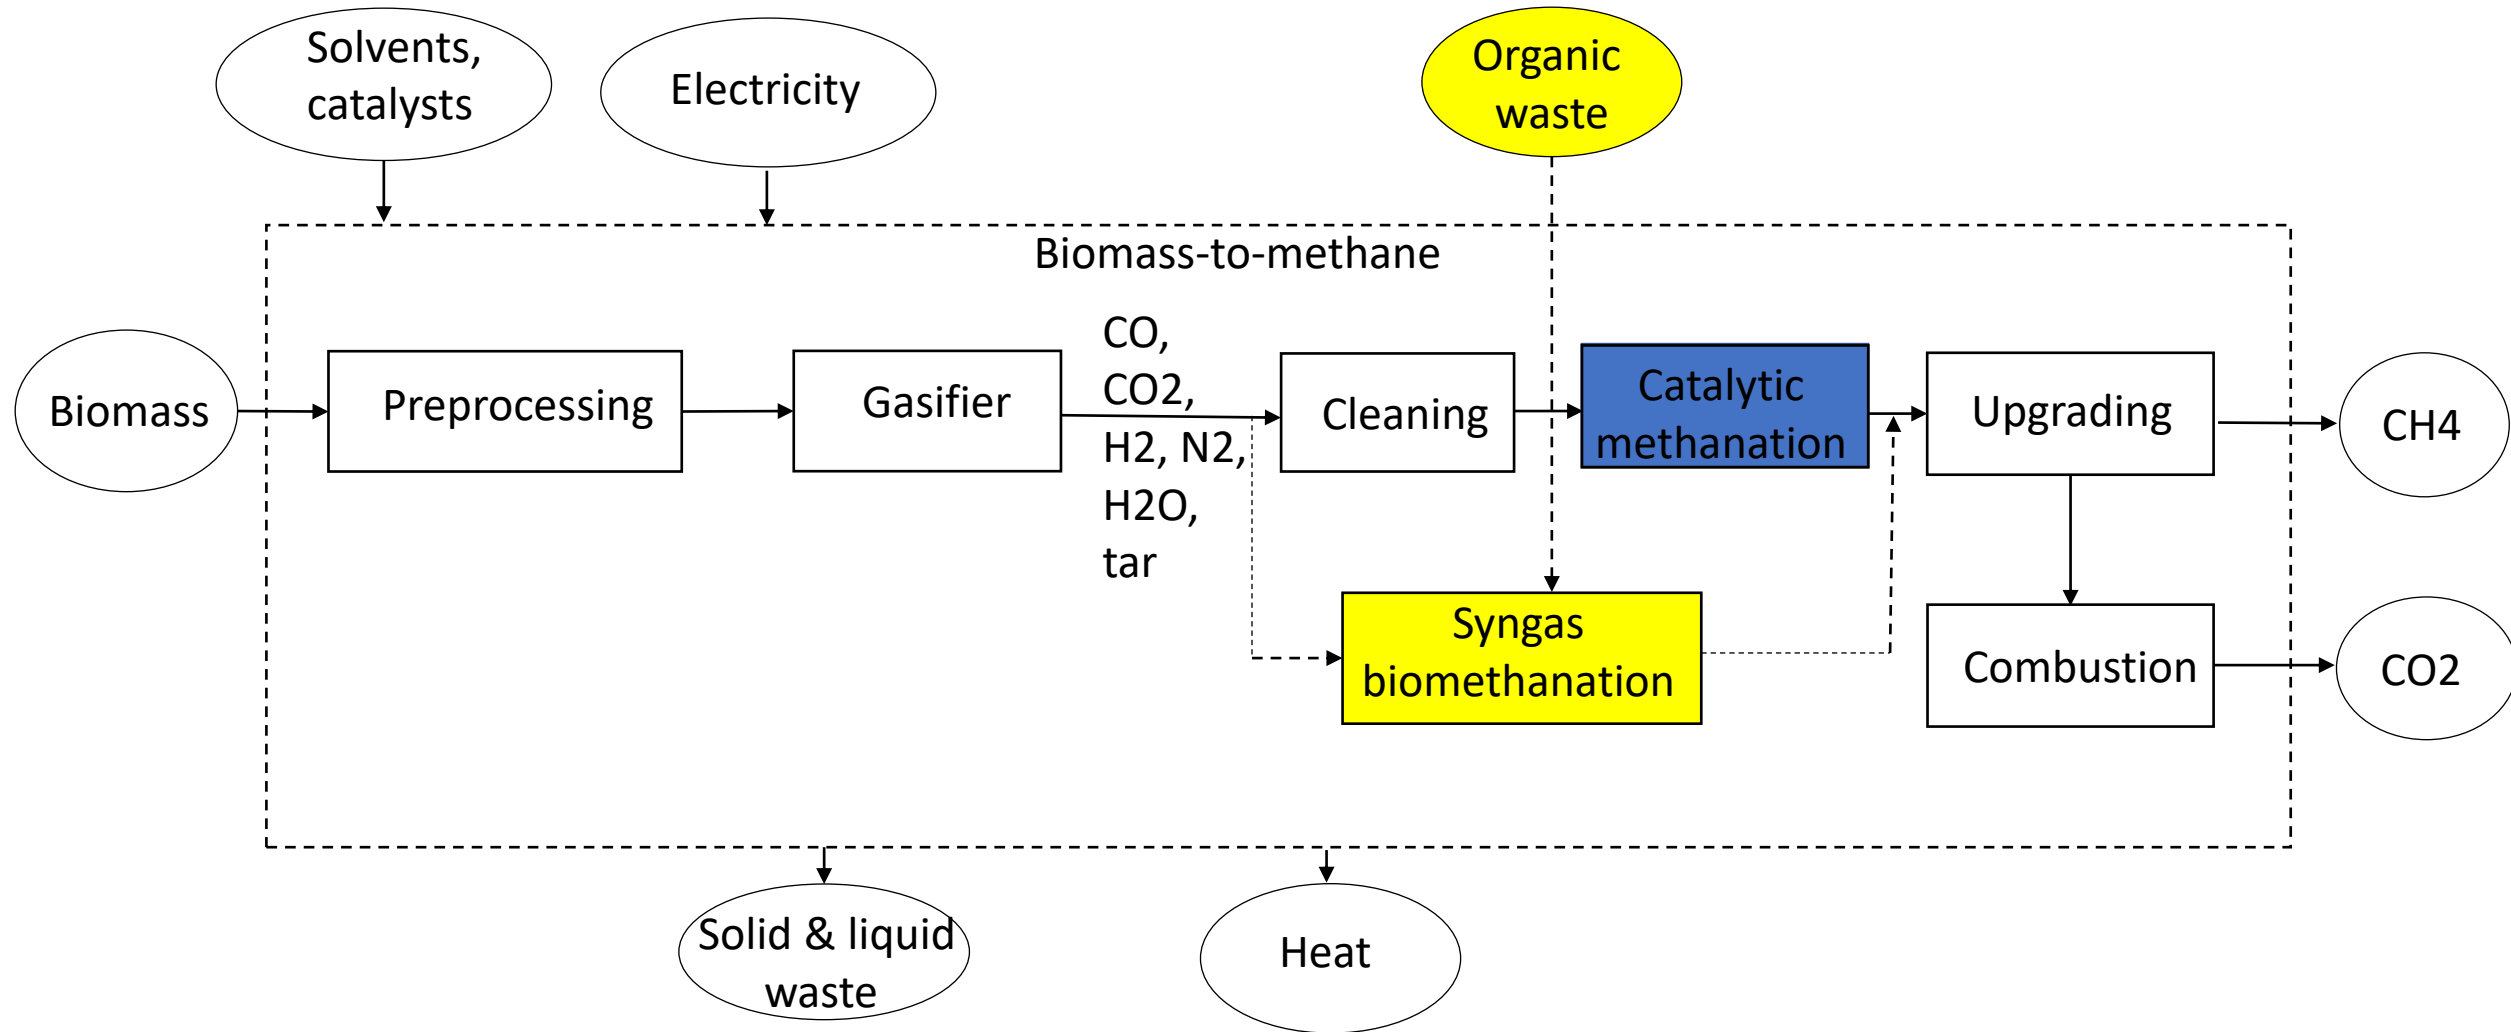 Solvents,
catalysts
Electricity
Organic
waste
Biomass-to-methane
Biomass
Preprocessing
Gasifier
CO,
CO2,
H2, N2,
H2O,
tar
Cleaning
Catalytic
methanation
Upgrading
CH4
Syngas
biomethanation
Combustion
CO2
Solid & liquid
waste
Heat